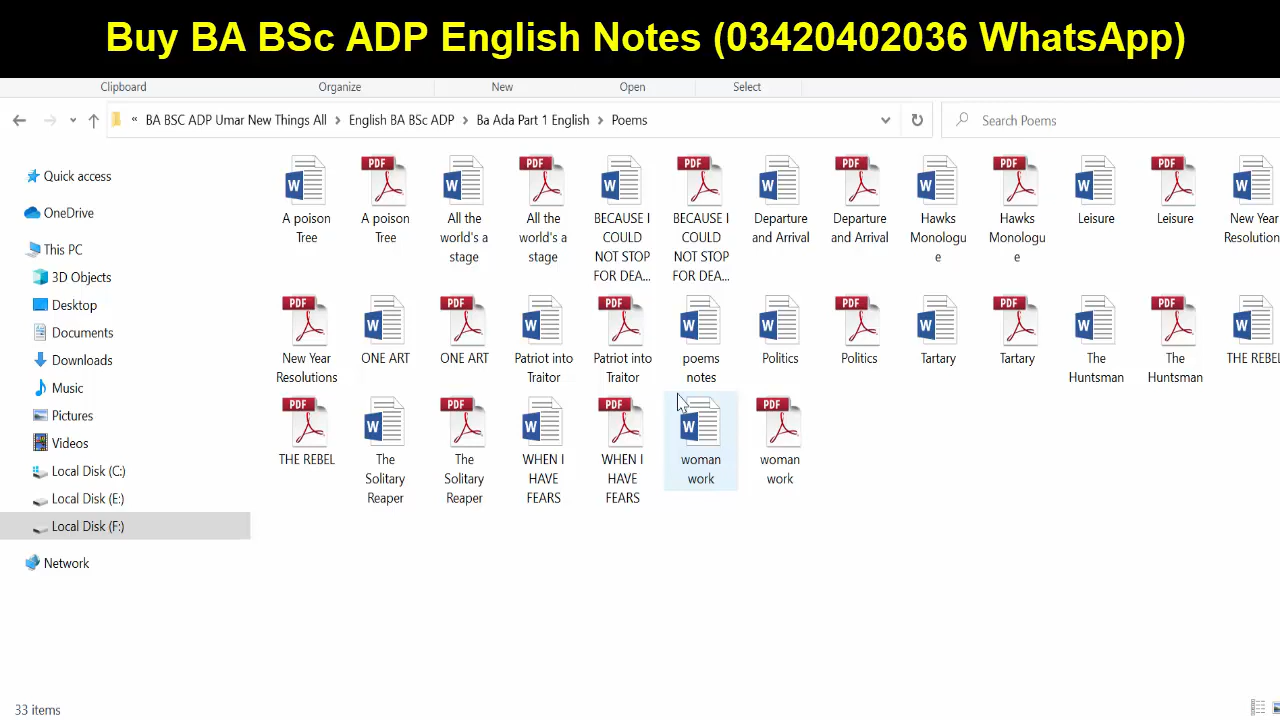 Buy BA BSc ADP English Notes (03420402036 WhatsApp)
Clipboard
Organize
New
Open
Select
« BA BSC ADP Umar New Things All > English BA BSc ADP > Ba Ada Part 1 English > Poems
Search Poems
Quick access
OneDrive
This PC
3D Objects
Desktop
Documents
Downloads
Music
Pictures
Videos
Local Disk (C:)
Local Disk (E:)
Local Disk (F:)
Network
A poison
Tree
A poison
Tree
All the
world's a
stage
All the
world's a
stage
BECAUSE I
COULD
NOT STOP
FOR DEA...
BECAUSE I
COULD
NOT STOP
FOR DEA...
Departure
and Arrival
Departure
and Arrival
Hawks
Monologu
e
Hawks
Monologu
e
Leisure
Leisure
New Year
Resolution
New Year
Resolutions
ONE ART
ONE ART
Patriot into
Traitor
Patriot into
Traitor
poems
notes
Politics
Politics
Tartary
Tartary
The
Huntsman
The
Huntsman
THE REBEL
THE REBEL
The
Solitary
Reaper
The
Solitary
Reaper
WHEN I
HAVE
FEARS
WHEN I
HAVE
FEARS
woman
work
woman
work
33 items